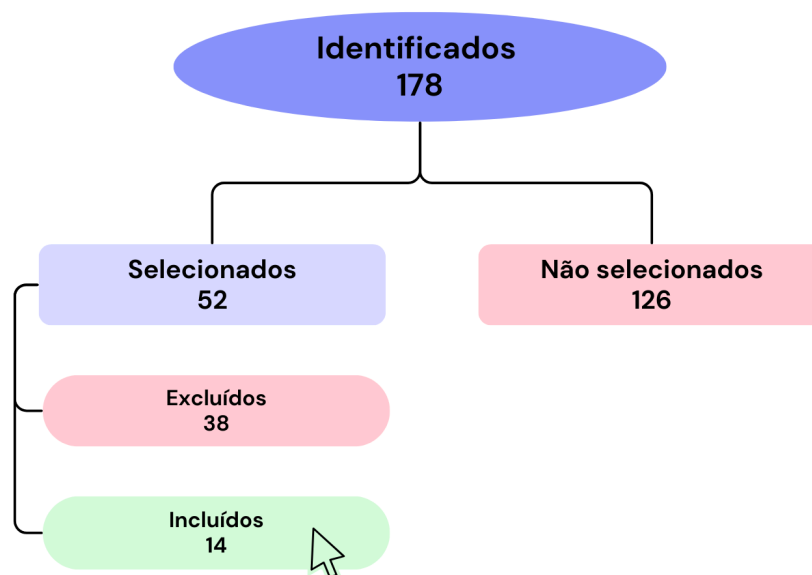 Identificados
178
Selecionados
52
Não selecionados
126
Excluídos
38
Incluídos
14